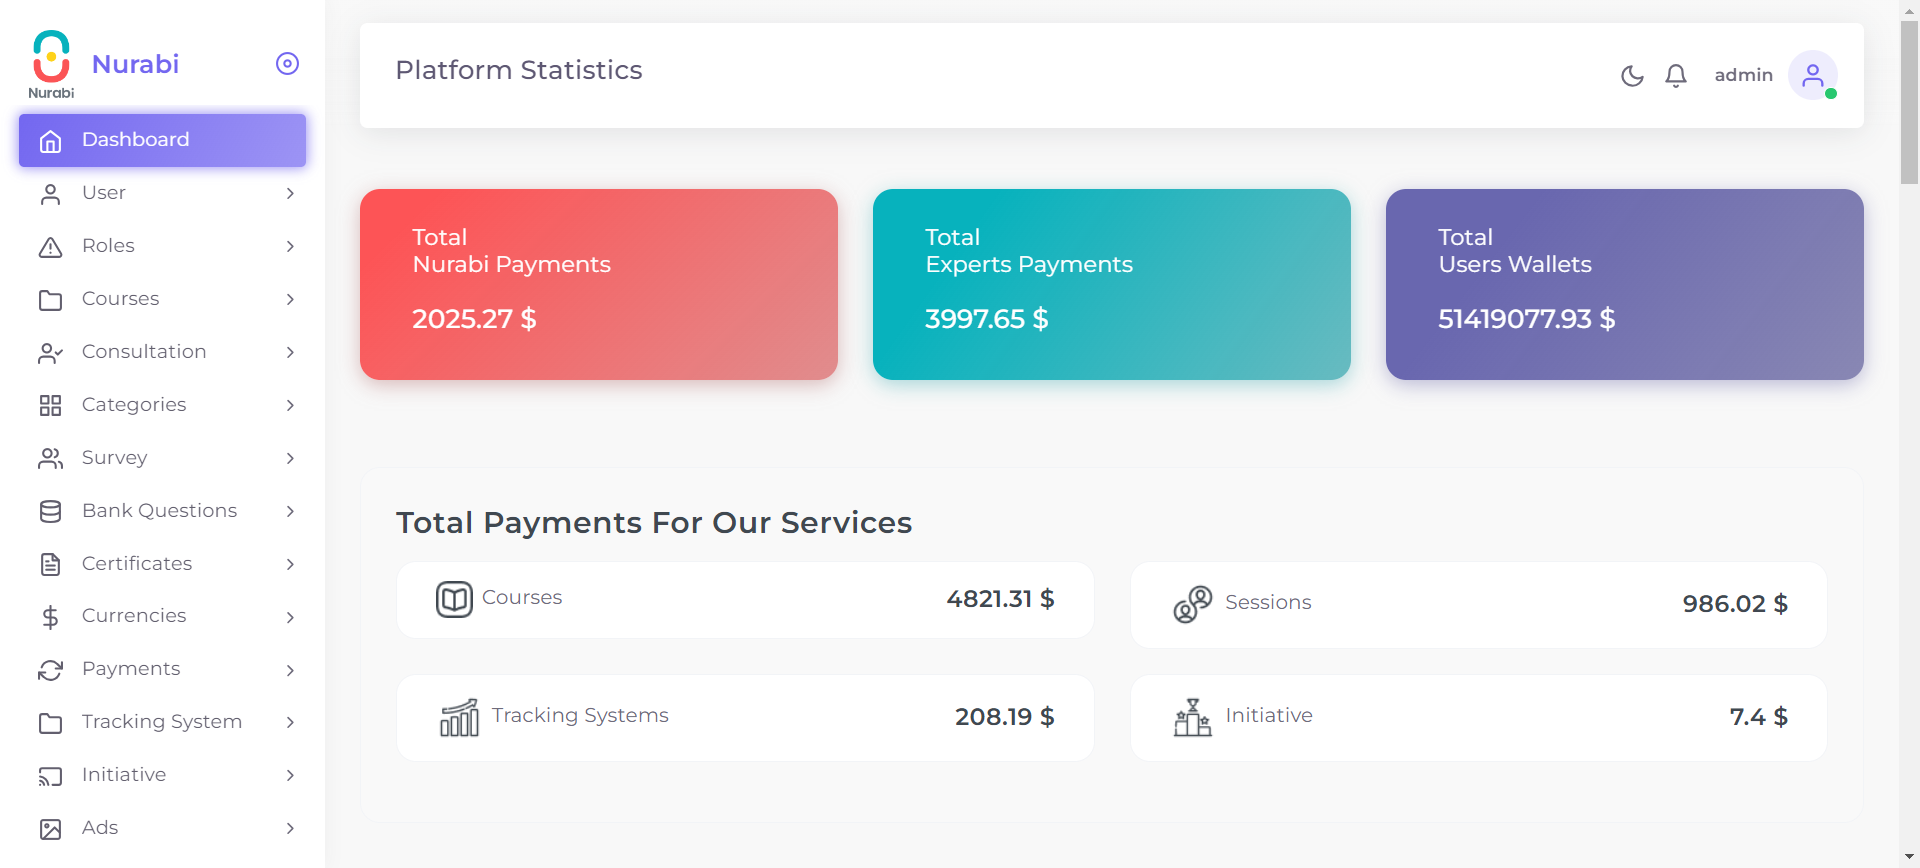 Nurabi
Nurabi
Dashboard
User
Roles
Courses
Consultation
Categories
Survey
Bank Questions
Certificates
Currencies
Payments
Tracking System
Initiative
Ads
Platform Statistics
admin
Total
Nurabi Payments
2025.27 $
Total
Experts Payments
3997.65 $
Total
Users Wallets
51419077.93 $
Total Payments For Our Services
Courses
4821.31 $
Sessions
986.02 $
Tracking Systems
208.19 $
Initiative
7.4 $